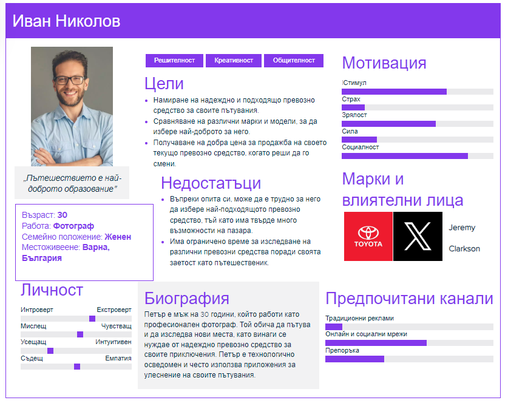 Иван Николов
Решителност
Креативност
Общителност
„Пътешествието е най-
доброто образование“
Възраст: 30
Работа: Фотограф
Семейно положение: Женен
Местоживеене: Варна,
България
Цели
Намиране на надеждно и подходящо превозно
средство за своите пътувания.
Сравняване на различни марки и модели, за да
избере най-доброто за него.
Получаване на добра цена за продажба на своето
текущо превозно средство, когато реши да го
смени.
Недостатъци
Въпреки опита си, може да е трудно за него
да избере най-подходящото превозно
средство, тъй като има твърде много
възможности на пазара.
Има ограничено време за изследване на
различни превозни средства поради своята
заетост като пътешественик.
Мотивация
Стимул
Страх
Зрялост
Сила
Социалност
Марки и
влиятелни лица
TOYOTA
X
Jeremy
Clarkson
Личност
Интроверт Екстроверт
Мислещ Чувстващ
Усещащ Интуитивен
Съдещ Емпатия
Биография
Петър е мъж на 30 години, който работи като
професионален фотограф. Той обича да пътува
и да изследва нови места, като винаги се
нуждае от надеждно превозно средство за
своите приключения. Петър е технологично
осведомен и често използва приложения за
улеснение на своите пътувания.
Предпочитани канали
Традиционни реклами
Онлайн и социални мрежи
Препоръка